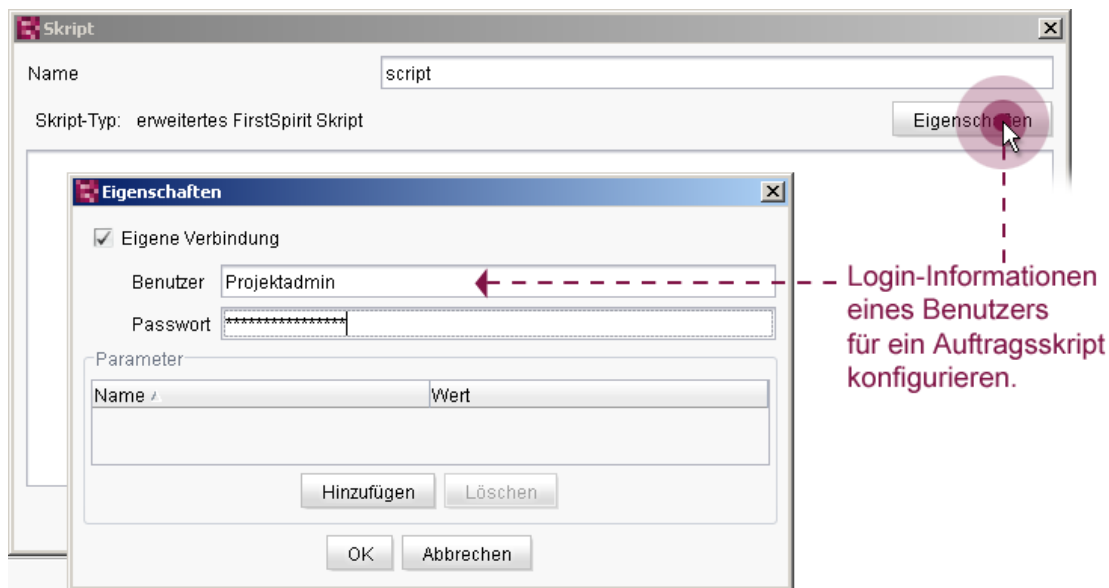 Skript
Name script
Skript-Typ: erweitertes FirstSpirit Skript Eigenschaften
Eigenschaften
Eigene Verbindung
Benutzer Projektadmin
Passwort ****************
Parameter
Name Wert
Hinzufügen Löschen
OK Abbrechen
Login-Informationen
eines Benutzers
für ein Auftragsskript
konfigurieren.